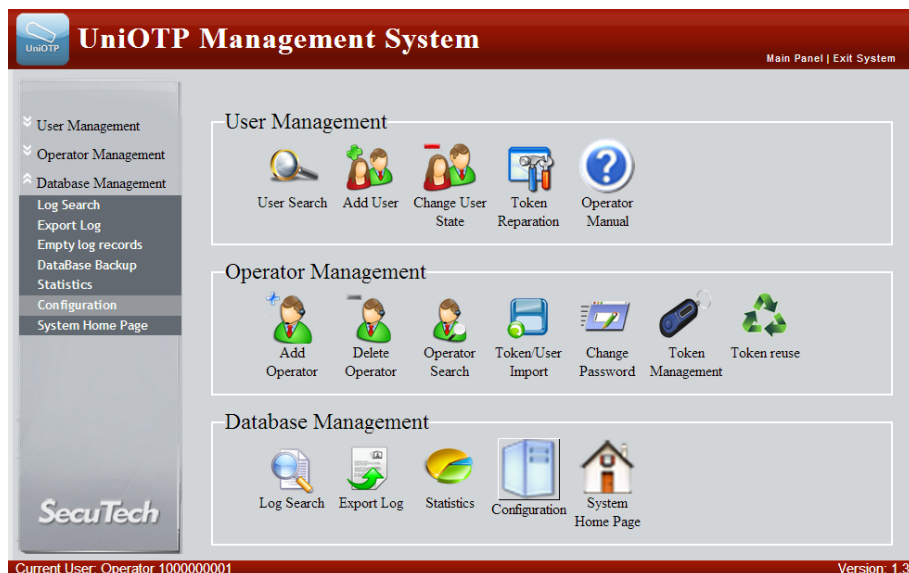 UniOTP
UniOTP Management System
Main Panel | Exit System
User Management
Operator Management
Database Management
Log Search
Export Log
Empty log records
DataBase Backup
Statistics
Configuration
System Home Page
SecuTech
User Management
User Search
Add User
Change User
State
Token
Reparation
Operator
Manual
Operator Management
Add
Operator
Delete
Operator
Operator
Search
Token/User
Import
Change
Password
Token
Management
Token reuse
Database Management
Log Search
Export Log
Statistics
Configuration
System
Home Page
Current User: Operator 1000000001
Version: 1.3